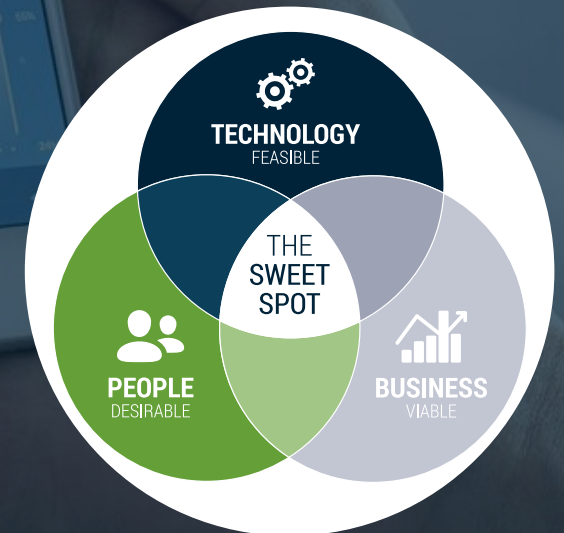 TECHNOLOGY
FEASIBLE
THE
SWEET
SPOT
PEOPLE
DESIRABLE
BUSINESS
VIABLE